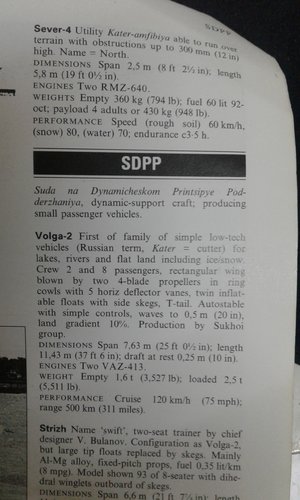 SDPP
Sever-4 Utility Kater-amfibiya able to run over
terrain with obstructions up to 300 mm (12 in)
high. Name = North.
DIMENSIONS Span 2,5 m (8 ft 2½ in); length
5,8 m (19 ft 0½ in).
ENGINES Two RMZ-640.
WEIGHTS Empty 360 kg (794 lb); fuel 60 lit 92-
oct; payload 4 adults or 430 kg (948 lb).
PERFORMANCE Speed (rough soil) 60 km/h,
(snow) 80, (water) 70; endurance c3·5 h.
SDPP
Suda na Dynamicheskom Printsipye Pod-
derzhaniya, dynamic-support craft; producing
small passenger vehicles.
Volga-2 First of family of simple low-tech
vehicles (Russian term, Kater = cutter) for
lakes, rivers and flat land including ice/snow.
Crew 2 and 8 passengers, rectangular wing
blown by two 4-blade propellers in ring
cowls with 5 horiz deflector vanes, twin inflat-
able floats with side skegs, T-tail. Autostable
with simple controls, waves to 0,5 m (20 in),
land gradient 10%. Production by Sukhoi
group.
DIMENSIONS Span 7,63 m (25 ft 0½ in); length
11,43 m (37 ft 6 in); draft at rest 0,25 m (10 in).
ENGINES Two VAZ-413.
WEIGHT Empty 1,6 t (3,527 lb); loaded 2,5 t
(5,511 lb).
PERFORMANCE Cruise 120 km/h (75 mph);
range 500 km (311 miles).
Strizh Name 'swift', two-seat trainer by chief
designer V. Bulanov. Configuration as Volga-2,
but large tip floats replaced by skegs. Mainly
Al-Mg alloy, fixed-pitch props, fuel 0,35 lit/km
(8 mpg). Model shown 93 of 8-seater with dihe-
dral winglets outboard of skegs.
DIMENSIONS Span 6,6 m (21 ft 7¾ in); length